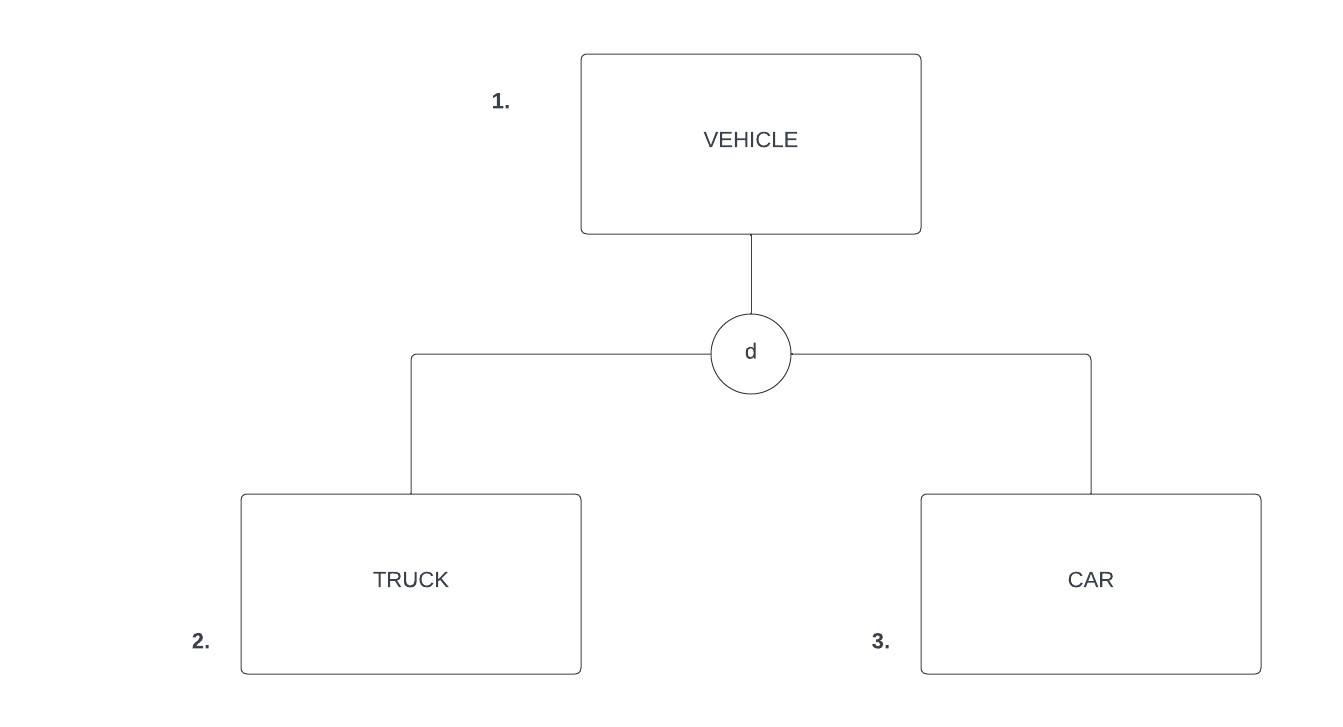 1.
VEHICLE
d
TRUCK
CAR
2.
3.